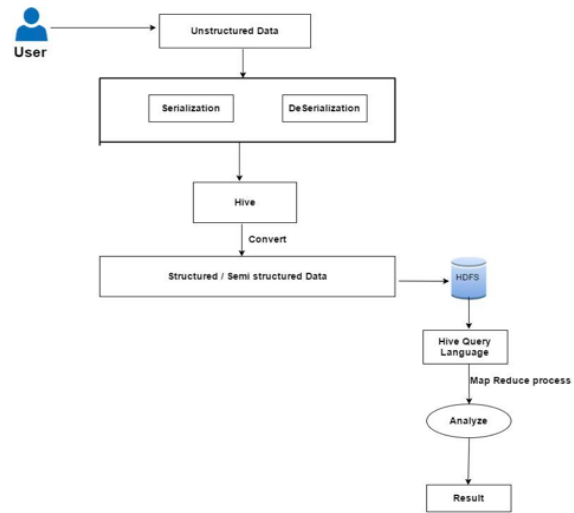 User
Unstructured Data
Serialization
DeSerialization
Hive
Convert
Structured / Semi structured Data
HDFS
Hive Query
Language
Map Reduce process
Analyze
Result